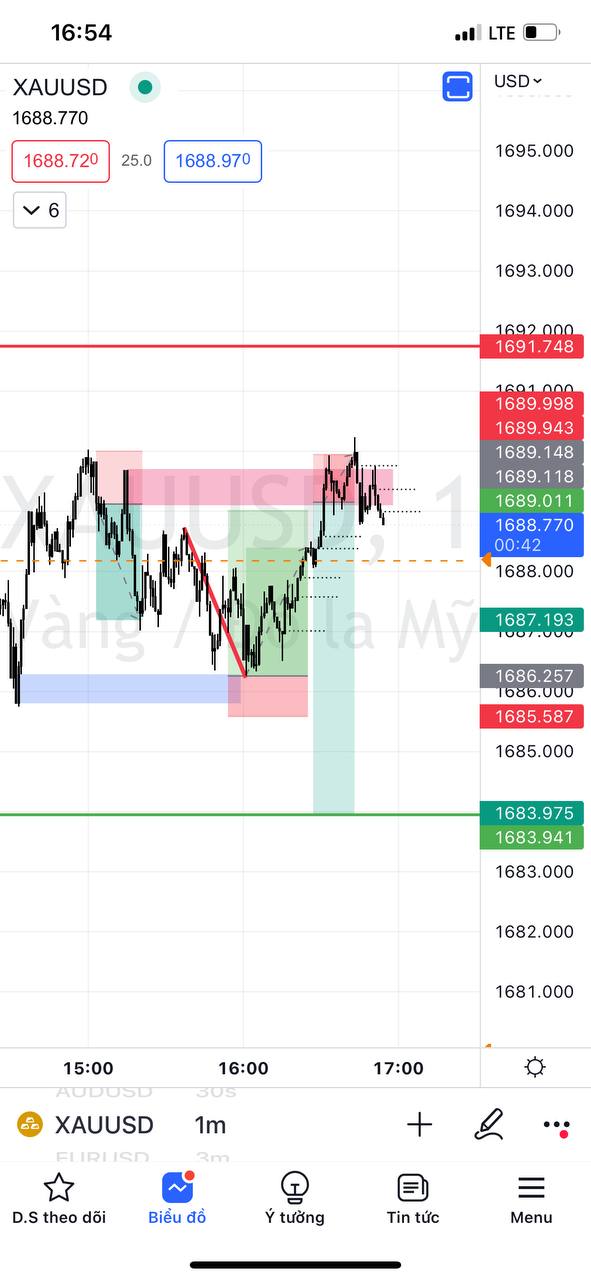 16:54
LTE
XAUUSD
1688.770
USD
1688.720 25.0 1688.970
6
1695.000
1694.000
1693.000
1692.000
1691.748
1691.000
1689.998
1689.943
1689.148
1689.118
1689.011
1688.770
00:42
XAUUSD, 1
1688.000
1687.193
Vàng / Đô la Mỹ
1687.000
1686.257
1686.000
1685.587
1685.000
1683.975
1683.941
1683.000
1682.000
1681.000
15:00 16:00 17:00
AUDUSD 30s
XAUUSD 1m
EURUSD 3m
D.S theo dõi Biểu đồ Ý tưởng Tin tức Menu